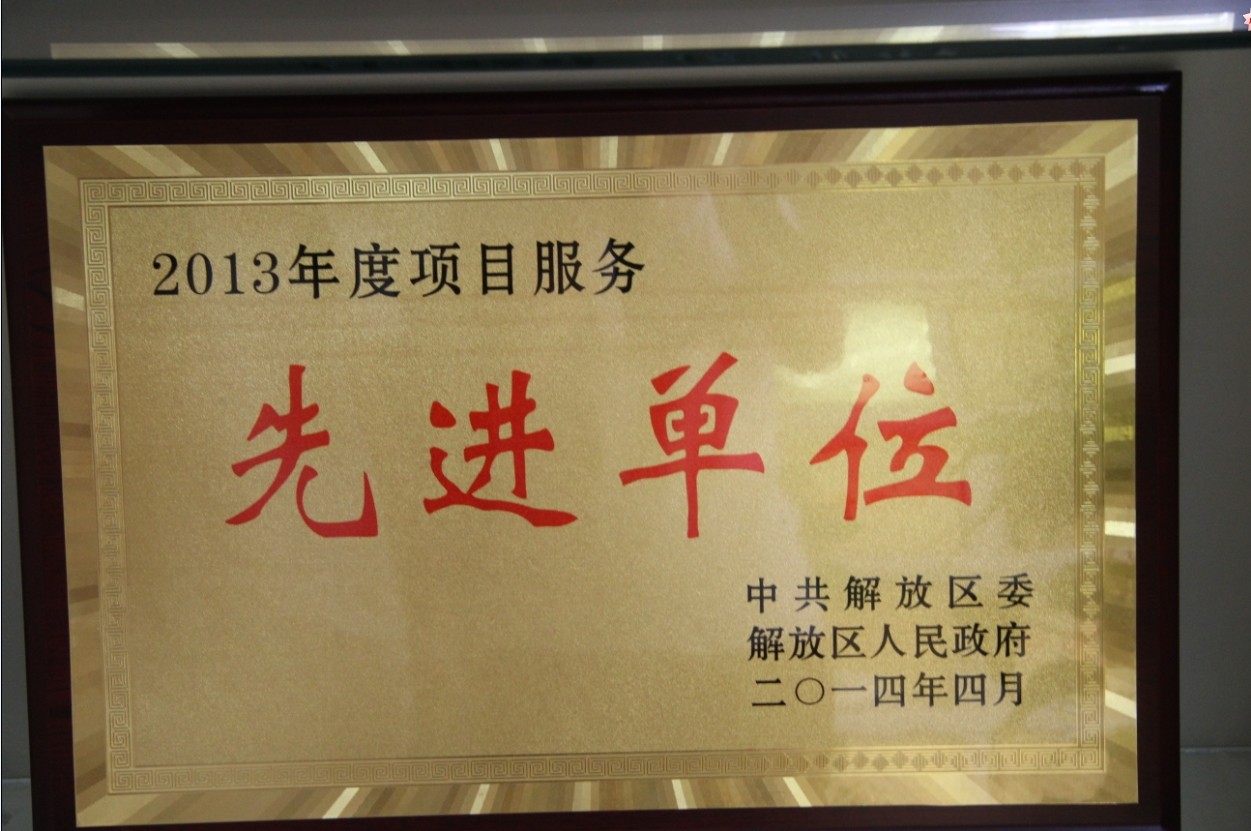 2013年度项目服务
先进单位
中共解放区委
解放区人民政府
二〇一四年四月